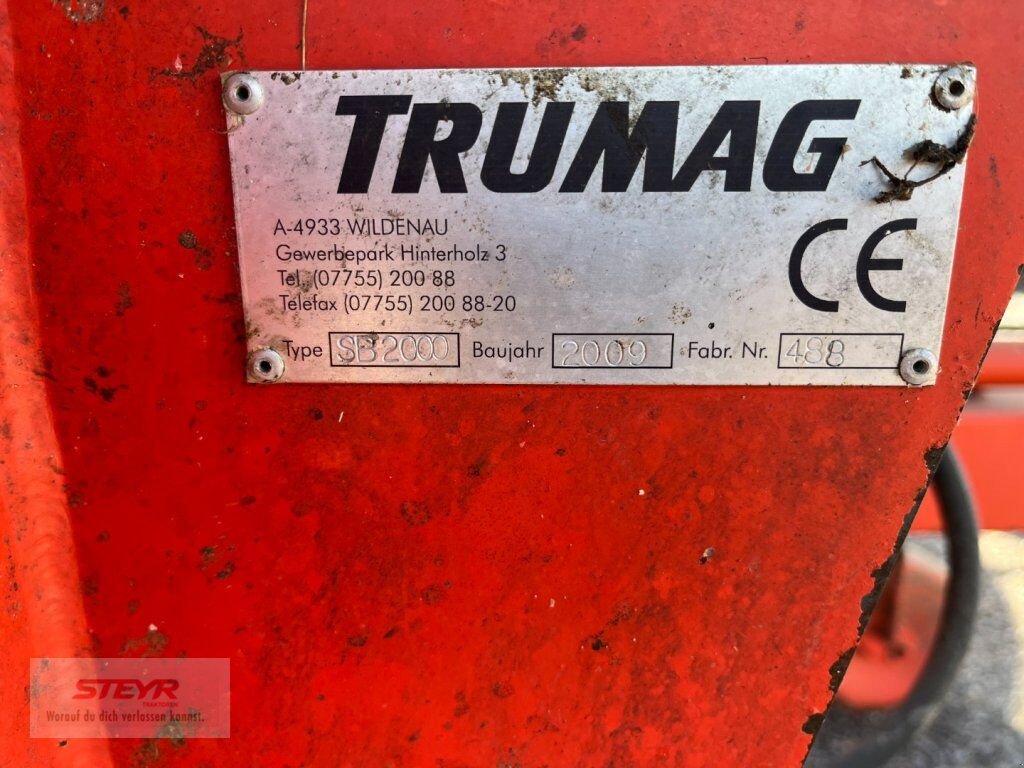 TRUMAG
A-4933 WILDENAU
Gewerbepark Hinterholz 3
Tel. (07755) 200 88
Telefax (07755) 200 88-20
CE
Type SB2000 Baujahr 2009 Fabr. Nr. 488
STEYR
TRAKTOREN
Worauf du dich verlassen kannst.